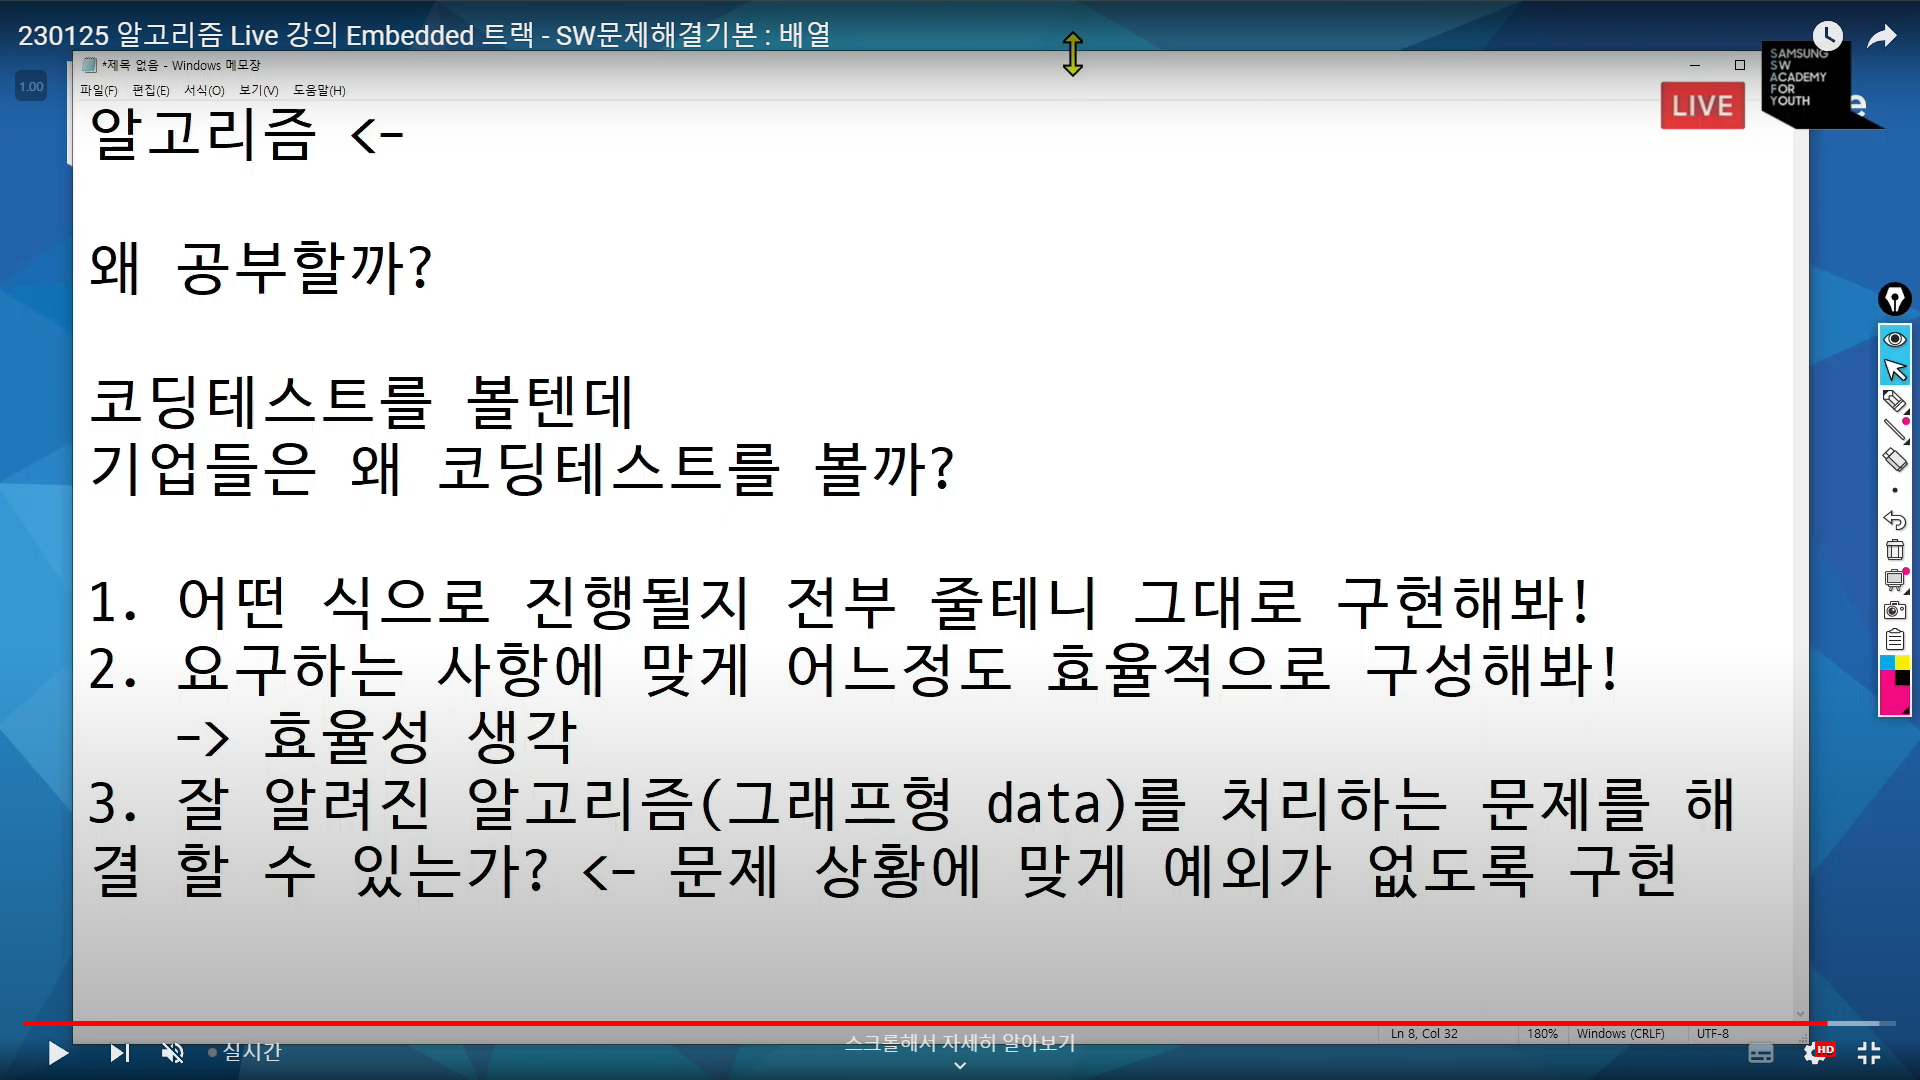 230125 알고리즘 Live 강의 Embedded 트랙 - SW문제해결기본 : 배열
*제목 없음 - Windows 메모장
1.00
파일(F) 편집(E) 서식(O) 보기(V) 도움말(H)
SAMSUNG
SW
ACADEMY
FOR
YOUTH
LIVE
e
알고리즘 <-
왜 공부할까?
코딩테스트를 볼텐데
기업들은 왜 코딩테스트를 볼까?
1. 어떤 식으로 진행될지 전부 줄테니 그대로 구현해봐!
2. 요구하는 사항에 맞게 어느정도 효율적으로 구성해봐!
-> 효율성 생각
3. 잘 알려진 알고리즘(그래프형 data)를 처리하는 문제를 해
결 할 수 있는가? <- 문제 상황에 맞게 예외가 없도록 구현
Ln 8, Col 32 180% Windows (CRLF) UTF-8
실시간
스크롤해서 자세히 알아보기
HD